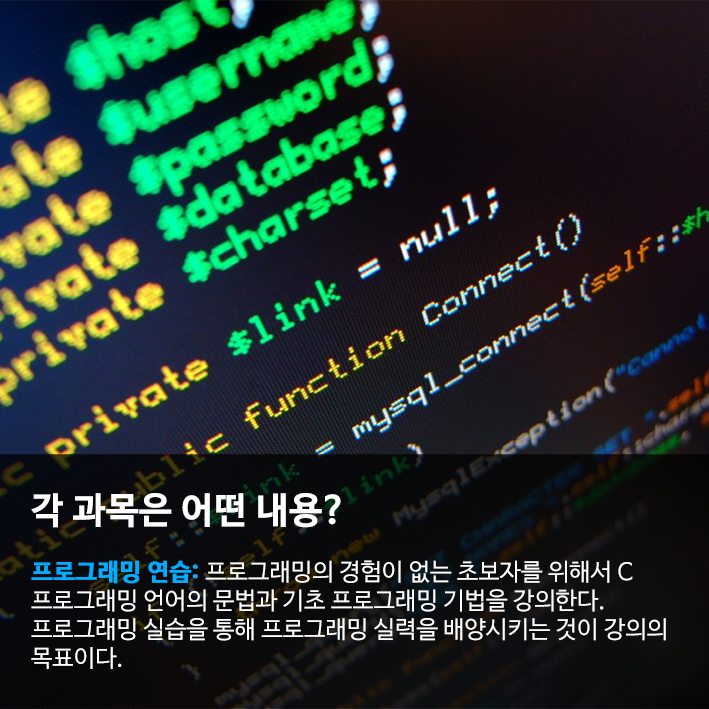 $host;
$username;
$password;
private $database;
private $charset;
private $link = null;
public function Connect()
= mysql_connect(self::$h
MysqlException("Cannot
각 과목은 어떤 내용?
프로그래밍 연습: 프로그래밍의 경험이 없는 초보자를 위해서 C
프로그래밍 언어의 문법과 기초 프로그래밍 기법을 강의한다.
프로그래밍 실습을 통해 프로그래밍 실력을 배양시키는 것이 강의의
목표이다.